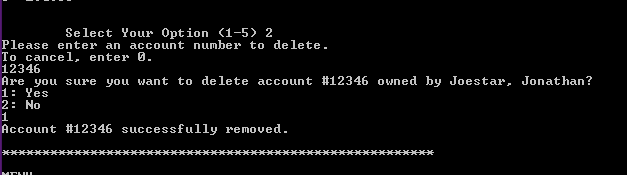 Select Your Option (1-5) 2
Please enter an account number to delete.
To cancel, enter 0.
12346
Are you sure you want to delete account #12346 owned by Joestar, Jonathan?
1: Yes
2: No
1
Account #12346 successfully removed.
******************************************************
MENU